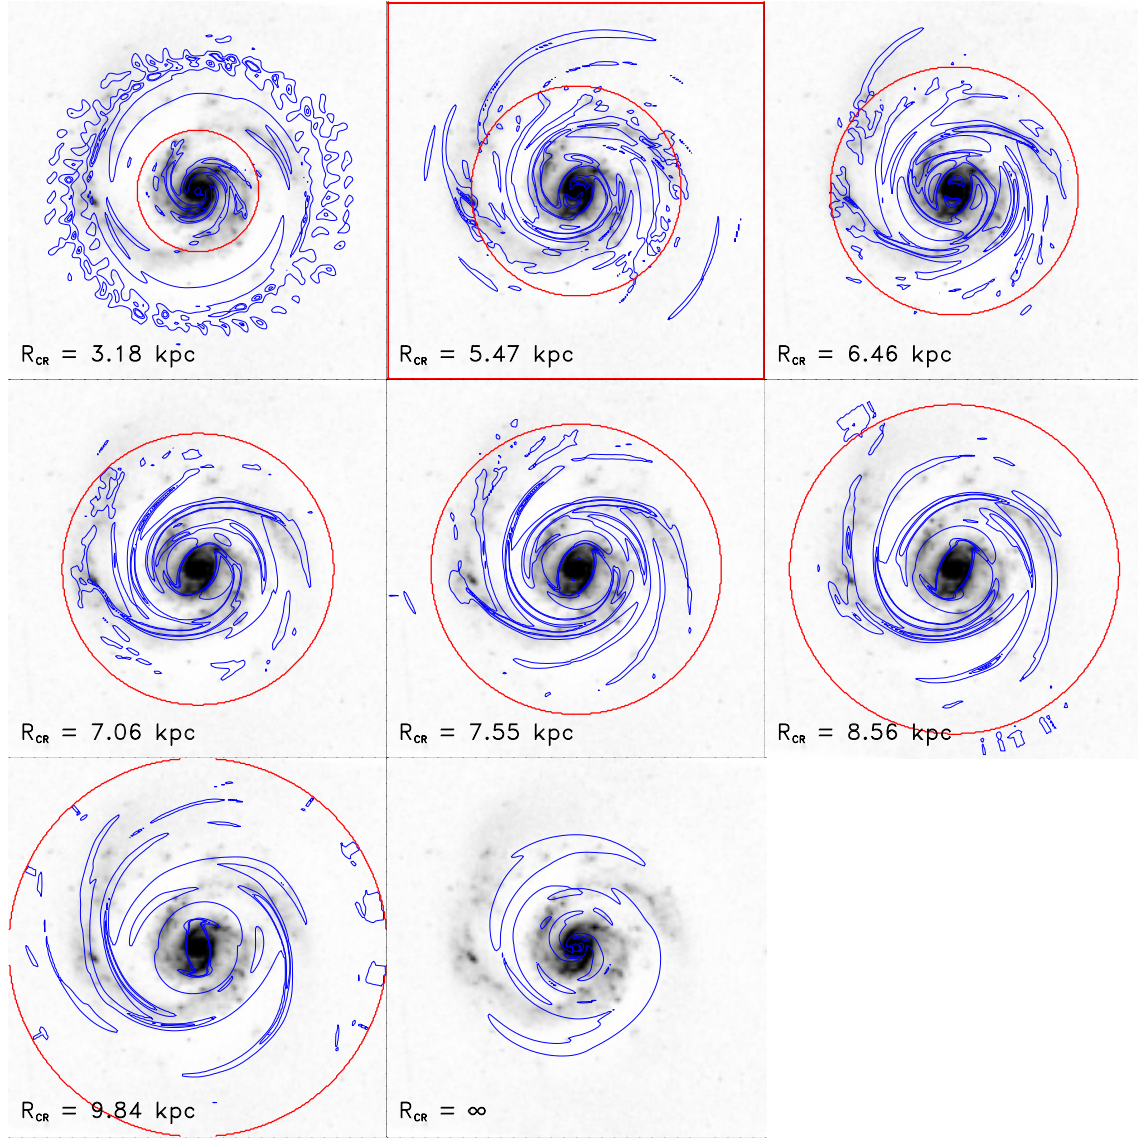 R_CR = 3.18 kpc
R_CR = 5.47 kpc
R_CR = 6.46 kpc
R_CR = 7.06 kpc
R_CR = 7.55 kpc
R_CR = 8.56 kpc
R_CR = 9.84 kpc
R_CR = ∞